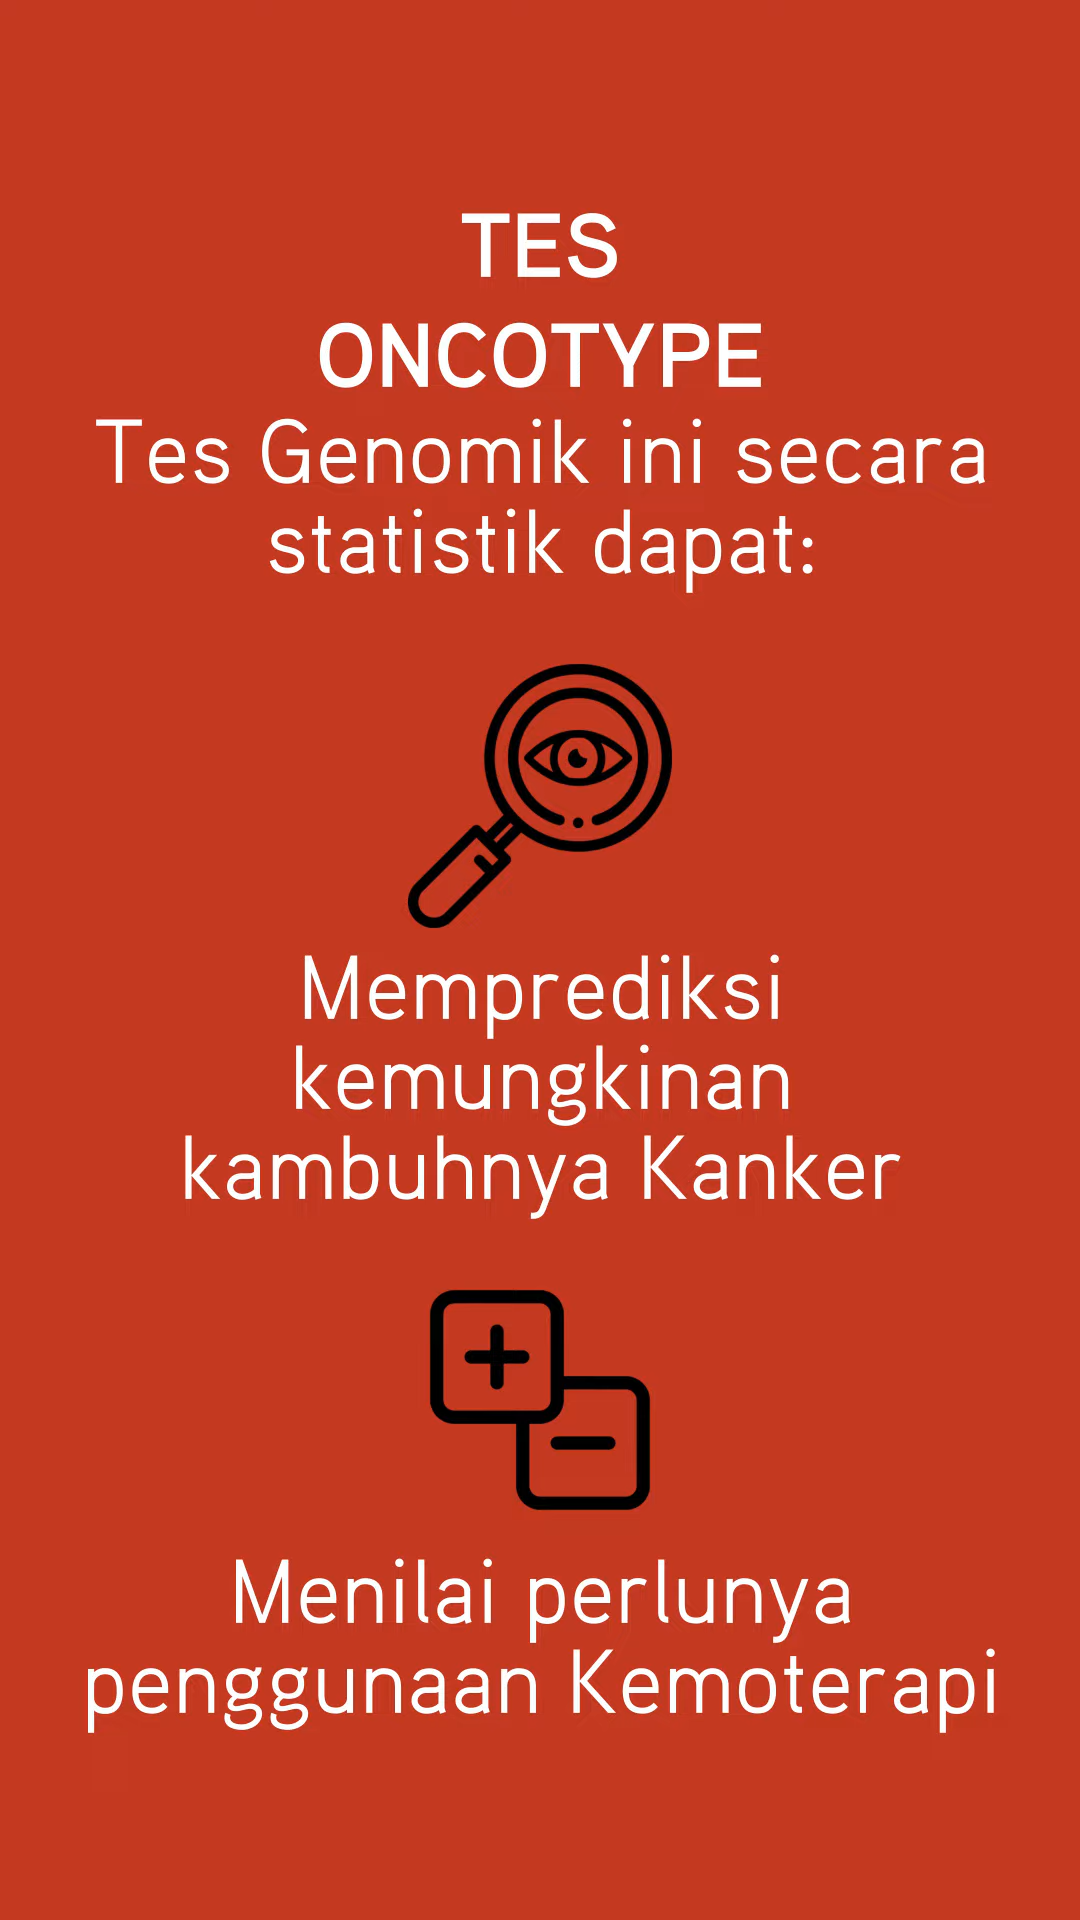 TES
ONCOTYPE
Tes Genomik ini secara
statistik dapat:
Memprediksi
kemungkinan
kambuhnya Kanker
Menilai perlunya
penggunaan Kemoterapi